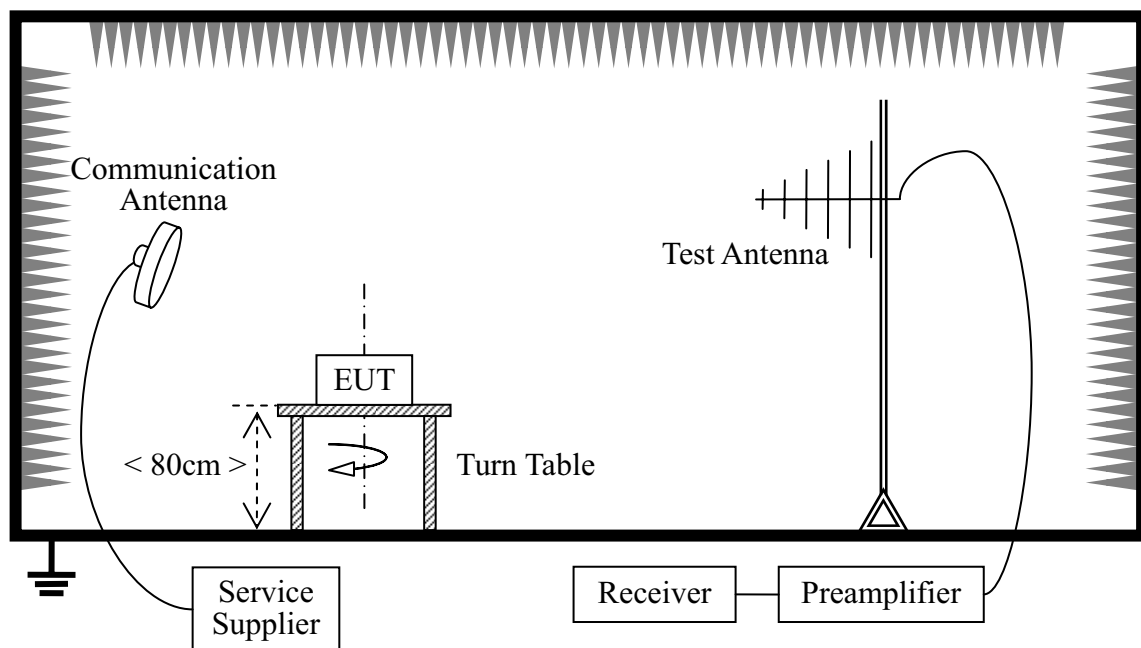 Communication
Antenna
Test Antenna
EUT
< 80cm >
Turn Table
Service
Supplier
Receiver
Preamplifier